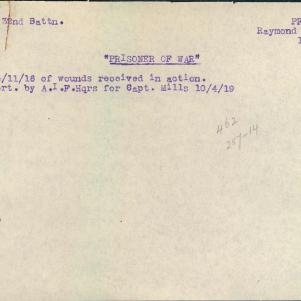 32nd Battn.
PR
Raymond
"PRISONER OF WAR"
/11/16 of wounds received in action.
rt. by A.I.F.Hqrs for Capt. Mills 10/4/19
462
257-14